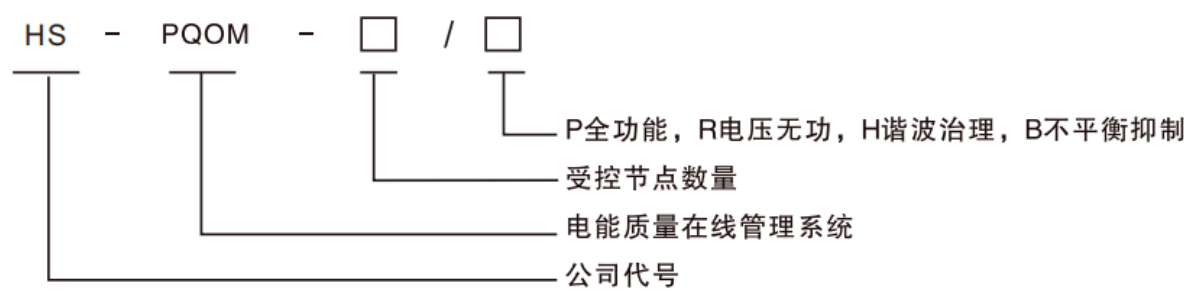 HS - PQOM - □ / □
P全功能，R电压无功，H谐波治理，B不平衡抑制
受控节点数量
电能质量在线管理系统
公司代号